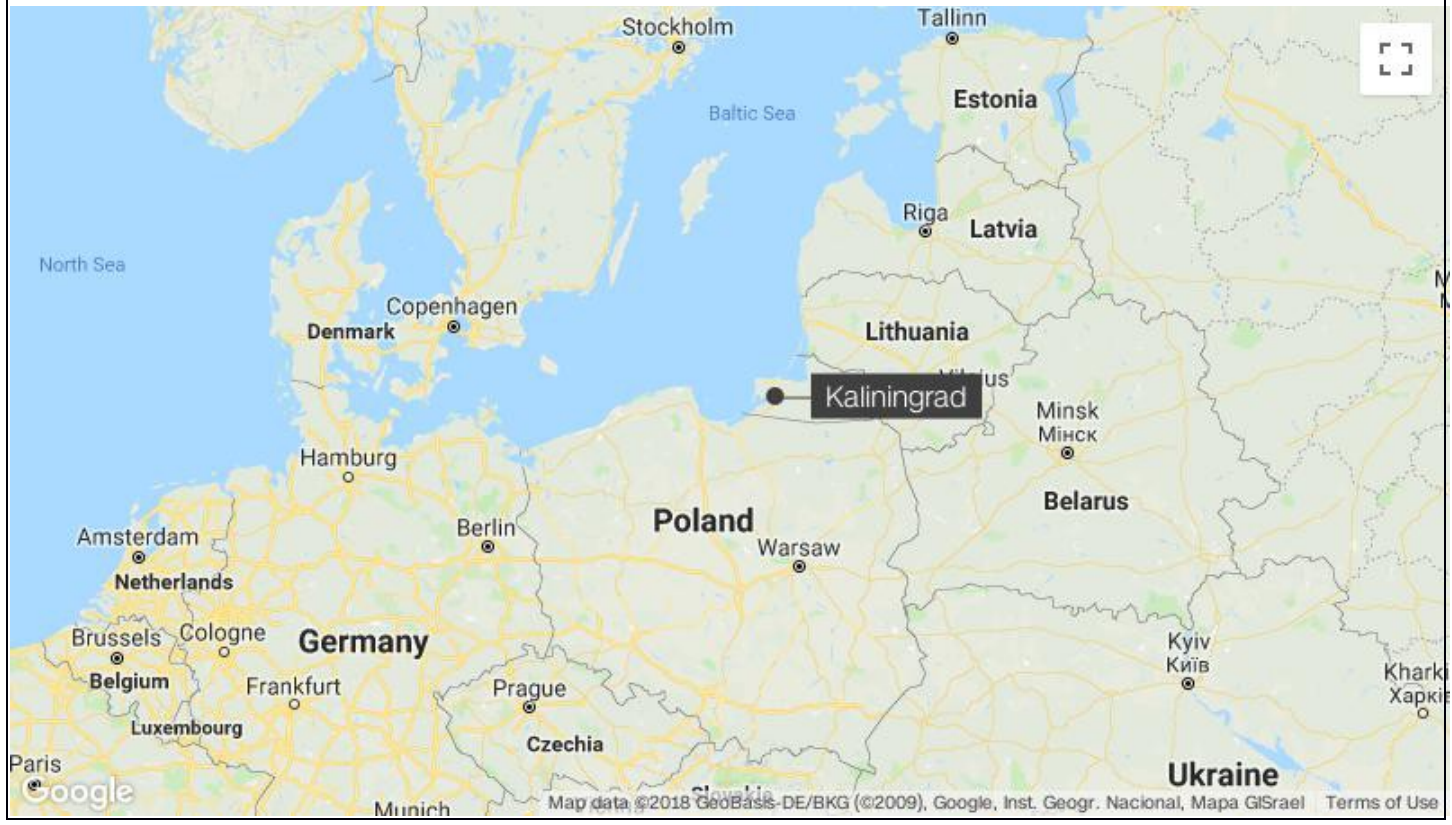 Stockholm
Tallinn
Estonia
Baltic Sea
Riga
Latvia
North Sea
Copenhagen
Denmark
Lithuania
Kaliningrad
Minsk
Мінск
Hamburg
Belarus
Berlin
Poland
Amsterdam
Warsaw
Netherlands
Brussels
Cologne
Germany
Kyiv
Київ
Belgium
Frankfurt
Prague
Luxembourg
Czechia
Paris
Ukraine
Google
Munich
Map data ©2018 GeoBasis-DE/BKG (©2009), Google, Inst. Geogr. Nacional, Mapa GISrael
Terms of Use